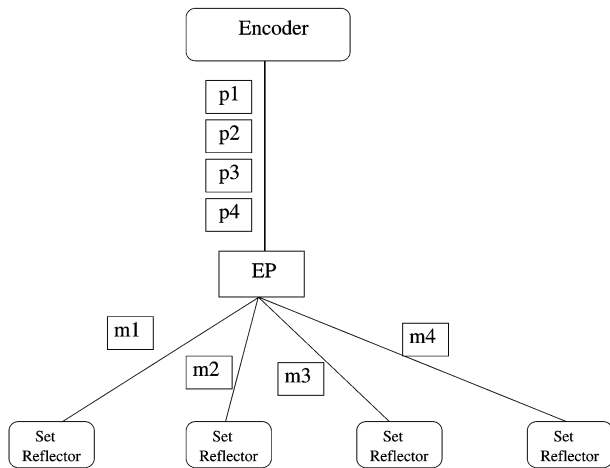 Encoder
p1
p2
p3
p4
EP
m1
m2
m3
m4
Set
Reflector
Set
Reflector
Set
Reflector
Set
Reflector